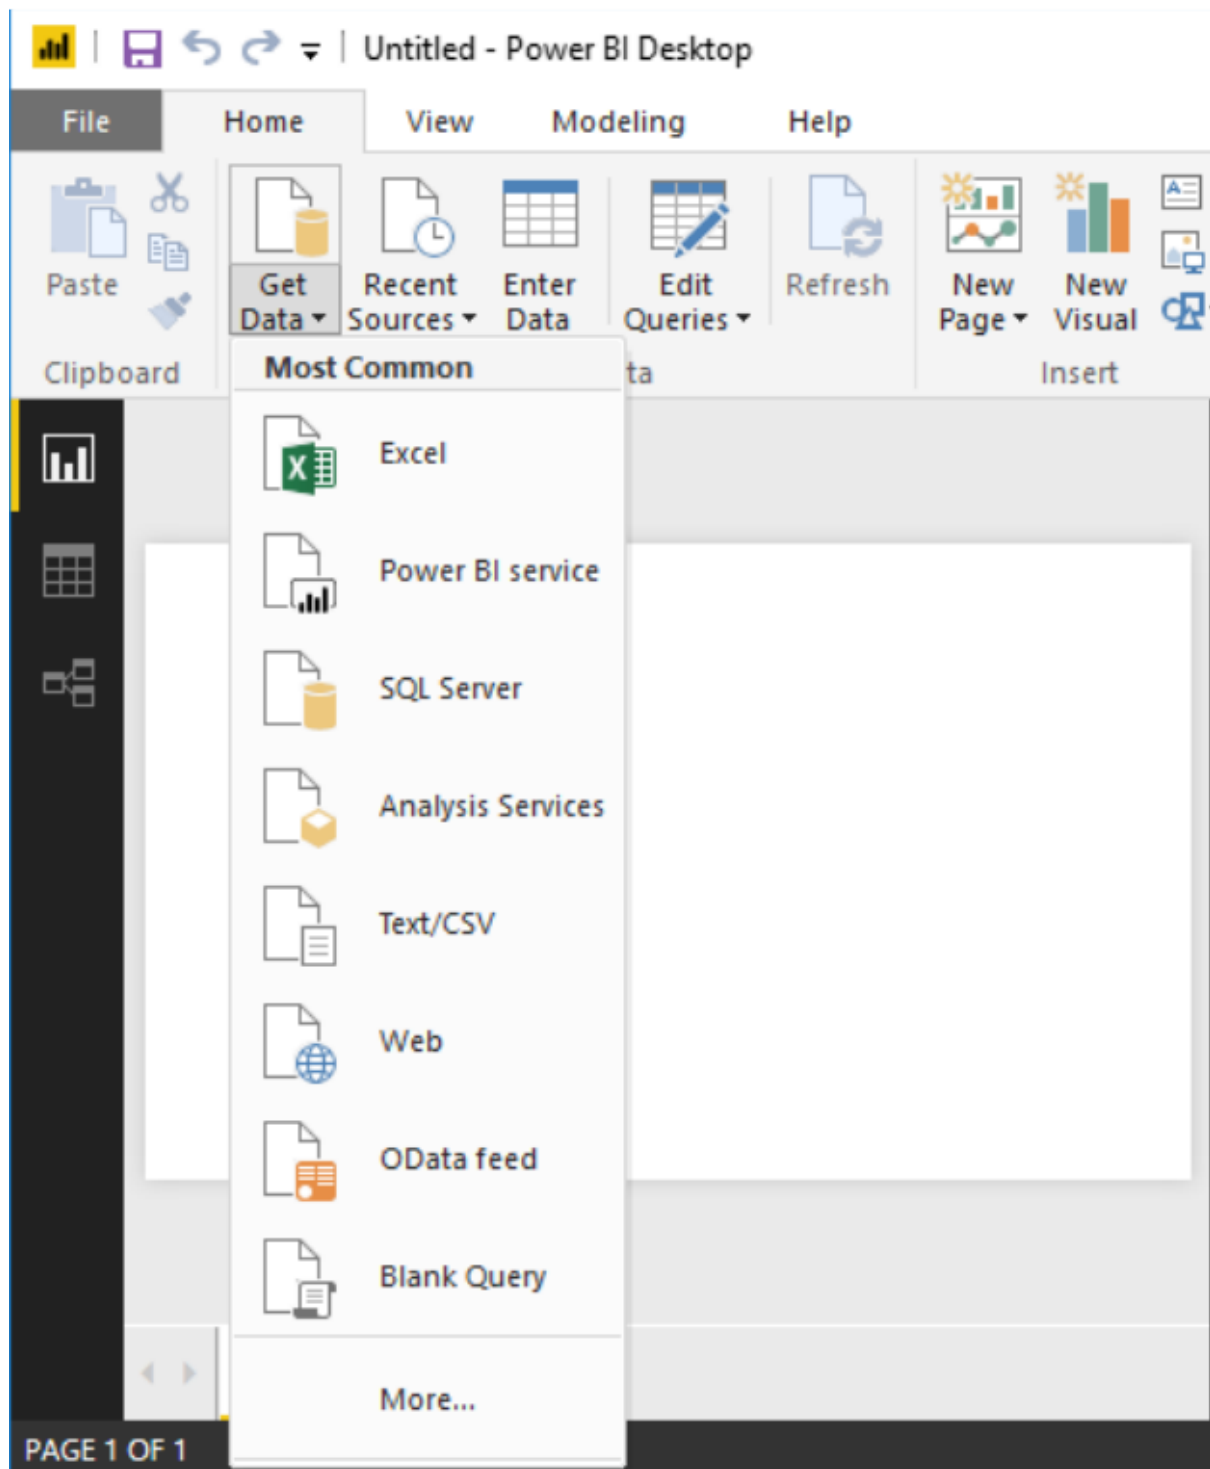 Untitled - Power BI Desktop
File Home View Modeling Help
Paste
Get Data
Recent Sources
Enter Data
Edit Queries
Refresh
New Page
New Visual
Clipboard
ta
Insert
Most Common
Excel
Power BI service
SQL Server
Analysis Services
Text/CSV
Web
OData feed
Blank Query
More...
PAGE 1 OF 1